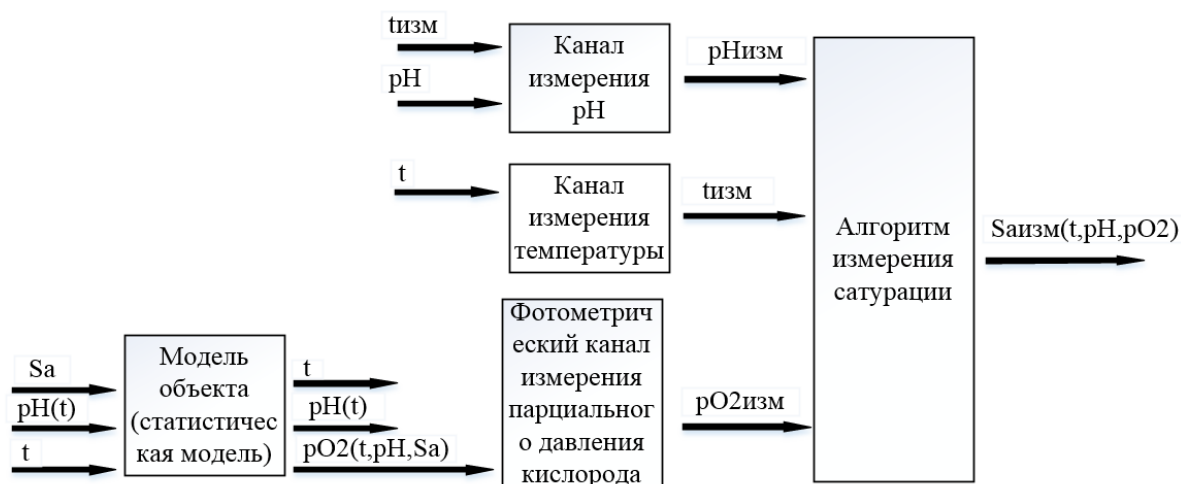 tизм
pH
Канал
измерения
pH
pHизм
t
Канал
измерения
температуры
tизм
Алгоритм
измерения
сатурации
Saизм(t,pH,pO2)
Sa
pH(t)
t
Модель
объекта
(статистичес
кая модель)
t
pH(t)
pO2(t,pH,Sa)
Фотометрич
еский канал
измерения
парциальног
о давления
кислорода
pO2изм